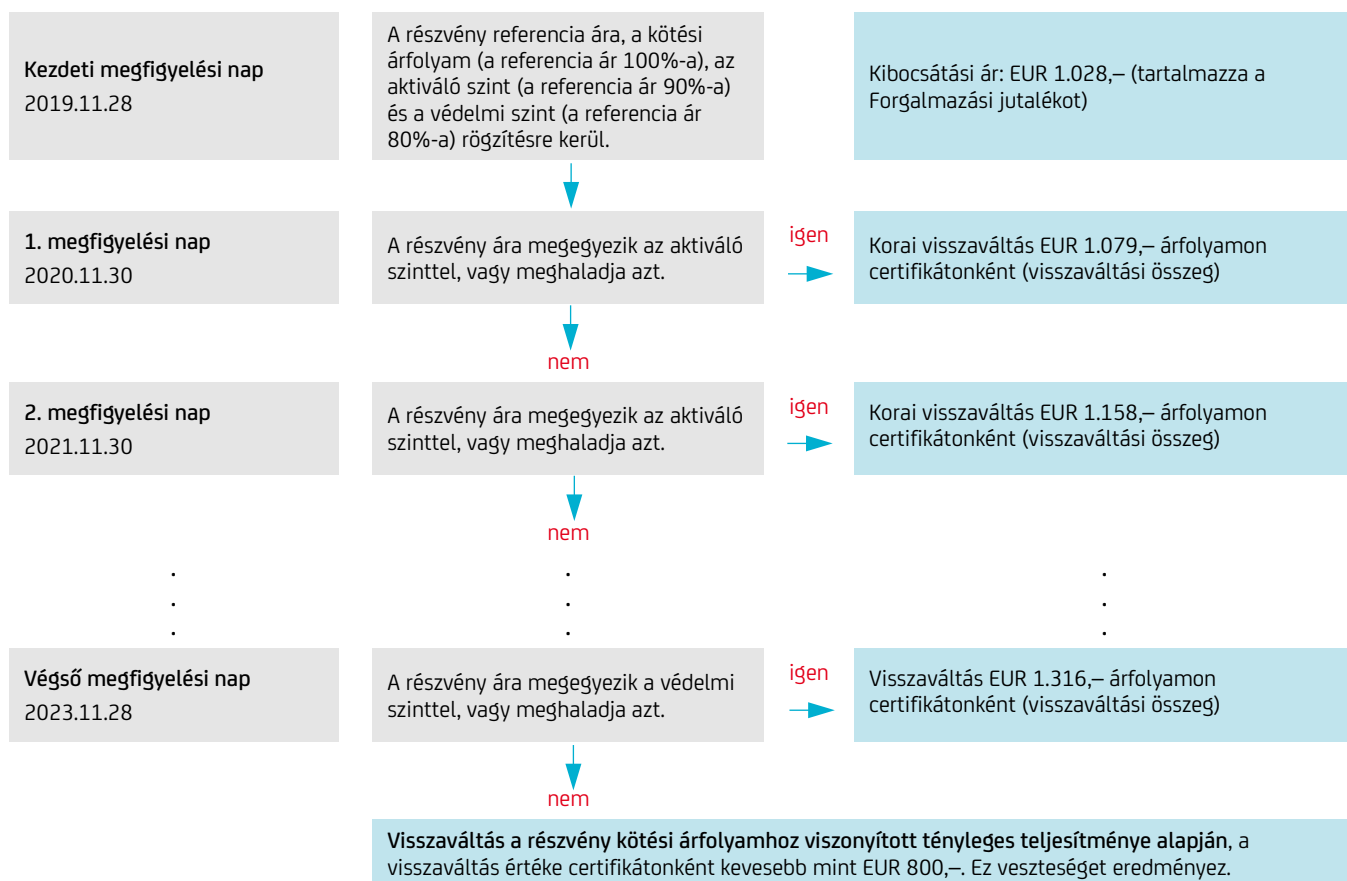 Kezdeti megfigyelési nap
2019.11.28
A részvény referencia ára, a kötési
árfolyam (a referencia ár 100%-a), az
aktiváló szint (a referencia ár 90%-a)
és a védelmi szint (a referencia ár
80%-a) rögzítésre kerül.
Kibocsátási ár: EUR 1.028,– (tartalmazza a
Forgalmazási jutalékot)
1. megfigyelési nap
2020.11.30
A részvény ára megegyezik az aktiváló
szinttel, vagy meghaladja azt.
igen
Korai visszaváltás EUR 1.079,– árfolyamon
certifikátonként (visszaváltási összeg)
nem
2. megfigyelési nap
2021.11.30
A részvény ára megegyezik az aktiváló
szinttel, vagy meghaladja azt.
igen
Korai visszaváltás EUR 1.158,– árfolyamon
certifikátonként (visszaváltási összeg)
nem
. . .
. . .
. . .
Végső megfigyelési nap
2023.11.28
A részvény ára megegyezik a védelmi
szinttel, vagy meghaladja azt.
igen
Visszaváltás EUR 1.316,– árfolyamon
certifikátonként (visszaváltási összeg)
nem
Visszaváltás a részvény kötési árfolyamhoz viszonyított tényleges teljesítménye alapján, a
visszaváltás értéke certifikátonként kevesebb mint EUR 800,–. Ez veszteséget eredményez.